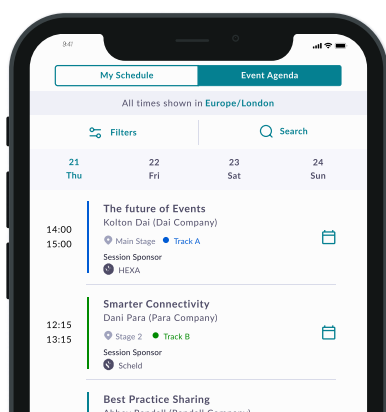 9:41
My Schedule
Event Agenda
All times shown in Europe/London
Filters
Search
21 22 23 24
Thu Fri Sat Sun
14:00
15:00
The future of Events
Kolton Dai (Dai Company)
Main Stage Track A
Session Sponsor
HEXA
12:15
13:15
Smarter Connectivity
Dani Para (Para Company)
Stage 2 Track B
Session Sponsor
Scheld
Best Practice Sharing